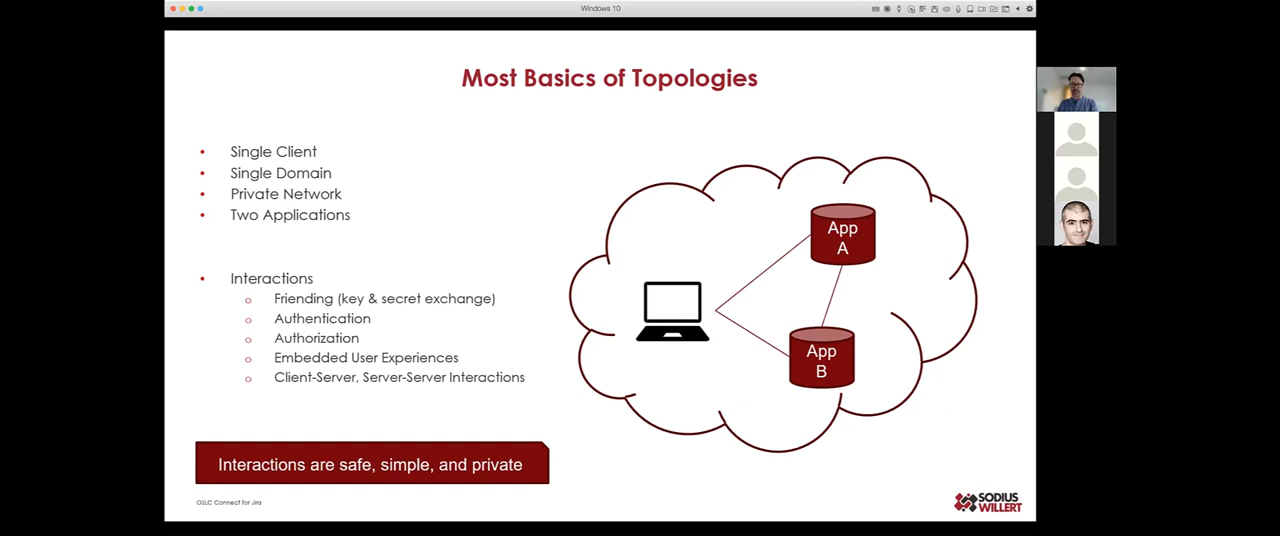 Windows 10
Most Basics of Topologies
• Single Client
• Single Domain
• Private Network
• Two Applications
• Interactions
o Friending (key & secret exchange)
o Authentication
o Authorization
o Embedded User Experiences
o Client-Server, Server-Server Interactions
App
A
App
B
Interactions are safe, simple, and private
OSLC Connect for Jira
SODIUS
WILLERT